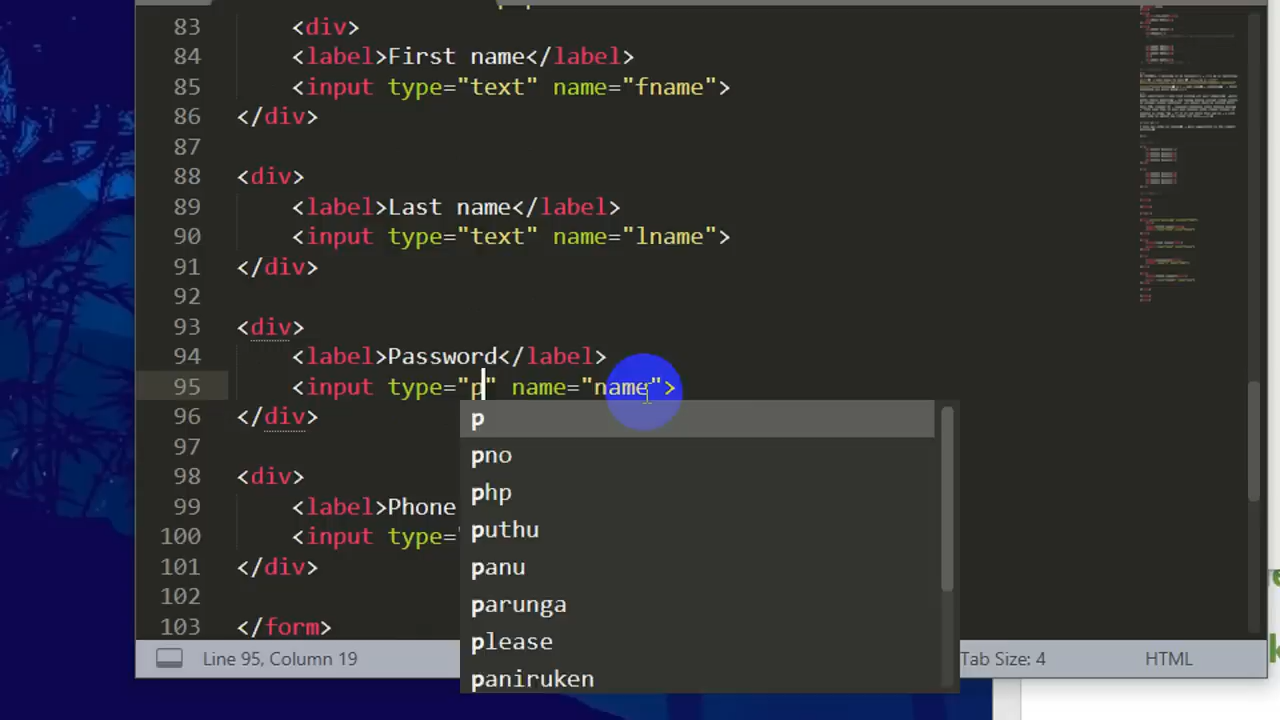 83 <div>
84 <label>First name</label>
85 <input type="text" name="fname">
86 </div>
87
88 <div>
89 <label>Last name</label>
90 <input type="text" name="lname">
91 </div>
92
93 <div>
94 <label>Password</label>
95 <input type="p" name="name">
96 </div>
p
97
pno
98 <div>
php
99 <label>Phone
100 <input type="
puthu
101 </div>
panu
102
parunga
103 </form>
please
paniruken
Line 95, Column 19
Tab Size: 4
HTML